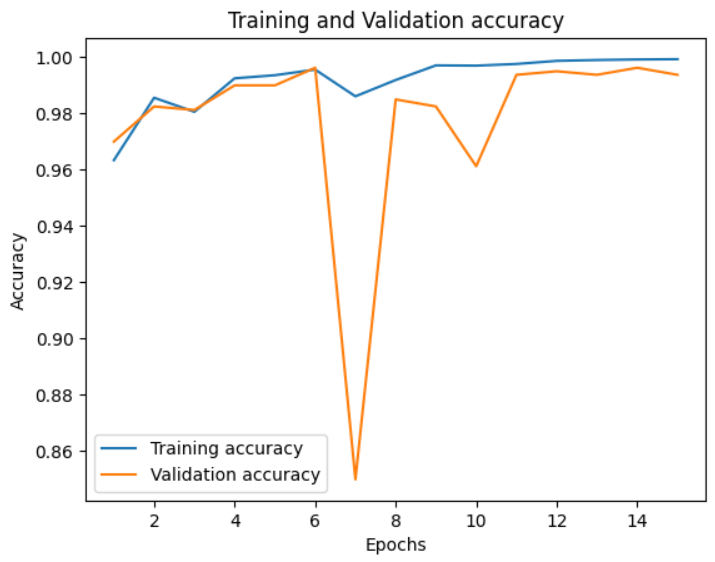 Training and Validation accuracy
1.00
0.98
0.96
0.94
0.92
0.90
0.88
0.86
Accuracy
Training accuracy
Validation accuracy
2 4 6 8 10 12 14
Epochs